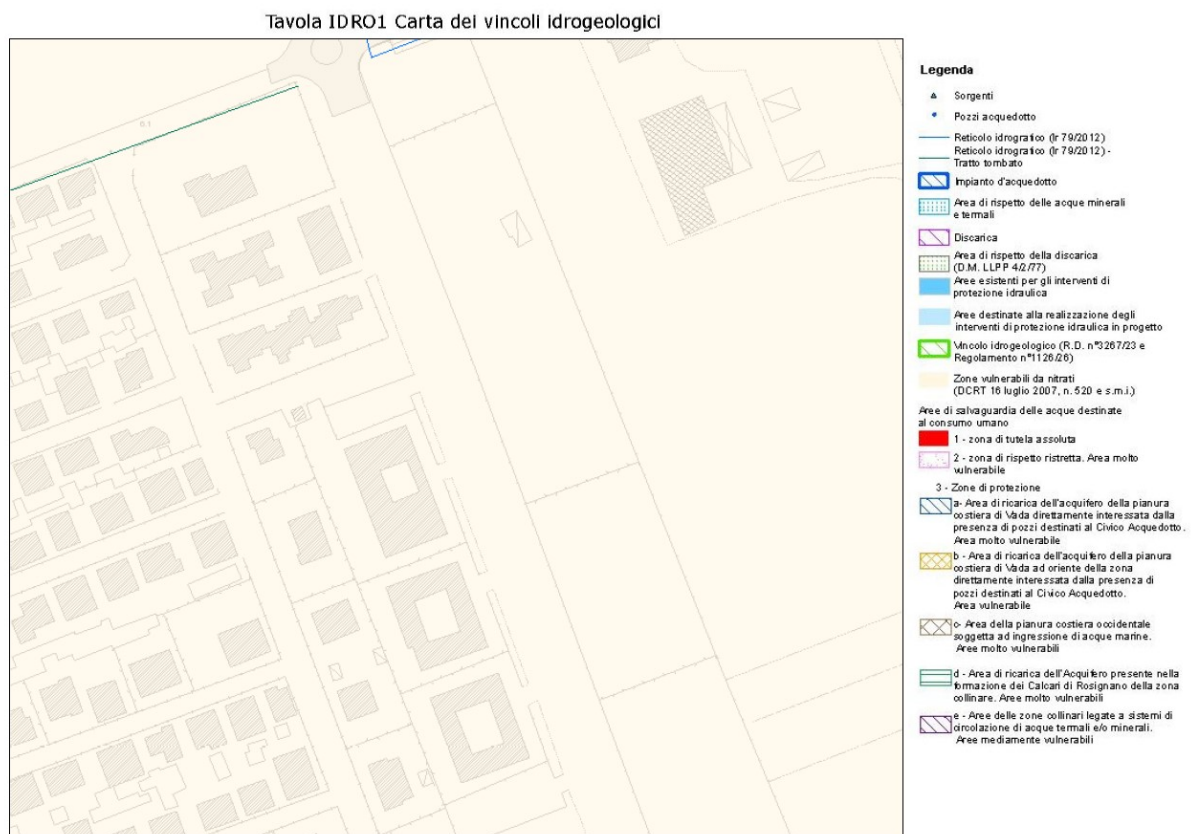 Tavola IDRO1 Carta dei vincoli idrogeologici
Legenda
Sorgenti
Pozzi acquedotto
Reticolo idrografico (lr 79/2012)
Reticolo idrografico (lr 79/2012) -
Tratto tombato
Impianto d'acquedotto
Area di rispetto delle acque minerali
e termali
Discarica
Area di rispetto della discarica
(D.M. LLPP 4/2/77)
Aree esistenti per gli interventi di
protezione idraulica
Aree destinate alla realizzazione degli
interventi di protezione idraulica in progetto
Vincolo idrogeologico (R.D. n°3267/23 e
Regolamento n°1126/26)
Zone vulnerabili da nitrati
(DCRT 16 luglio 2007, n. 520 e s.m.i.)
Aree di salvaguardia delle acque destinate
al consumo umano
1 - zona di tutela assoluta
2 - zona di rispetto ristretta. Area molto
vulnerabile
3 - Zone di protezione
a- Area di ricarica dell'acquifero della pianura
costiera di Vada direttamente interessata dalla
presenza di pozzi destinati al Civico Acquedotto.
Area molto vulnerabile
b - Area di ricarica dell'acquifero della pianura
costiera di Vada ad oriente della zona
direttamente interessata dalla presenza di
pozzi destinati al Civico Acquedotto.
Area vulnerabile
c- Area della pianura costiera occidentale
soggetta ad ingressione di acque marine.
Aree molto vulnerabili
d - Area di ricarica dell'Acquifero presente nella
formazione dei Calcari di Rosignano della zona
collinare. Aree molto vulnerabili
e - Aree delle zone collinari legate a sistemi di
circolazione di acque termali e/o minerali.
Aree mediamente vulnerabili